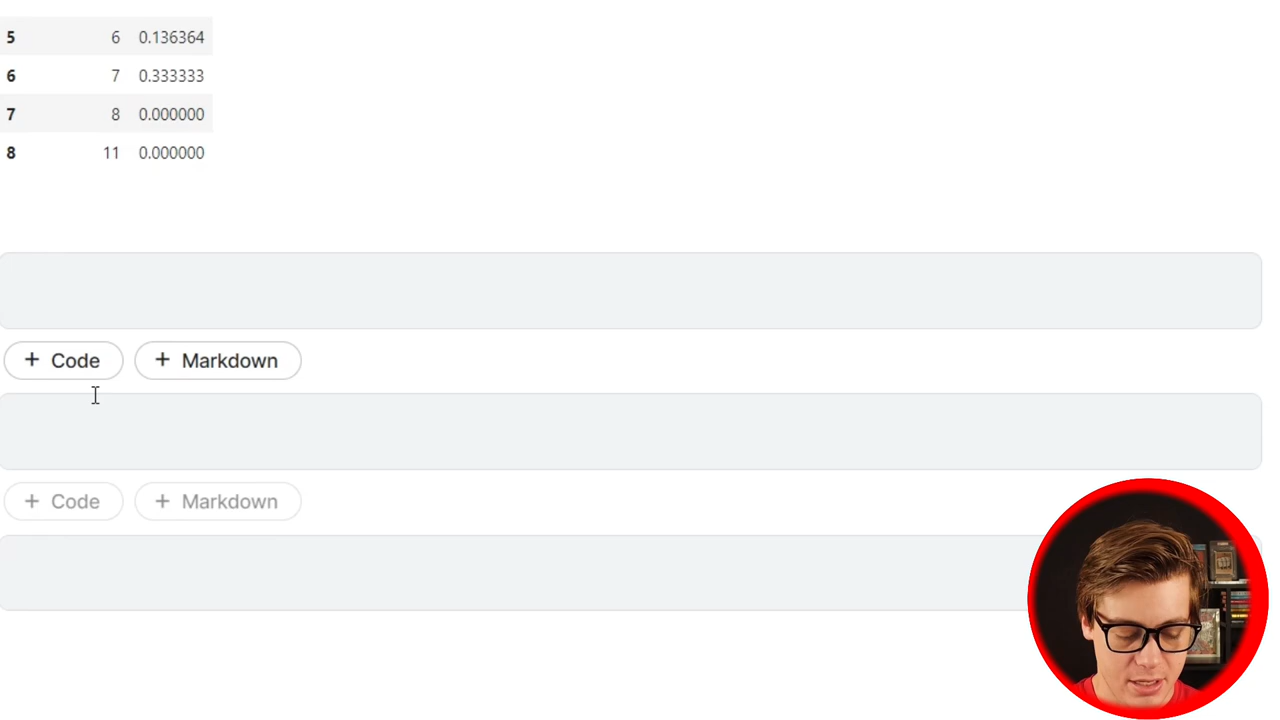 5 6 0.136364
6 7 0.333333
7 8 0.000000
8 11 0.000000
+ Code + Markdown
+ Code + Markdown